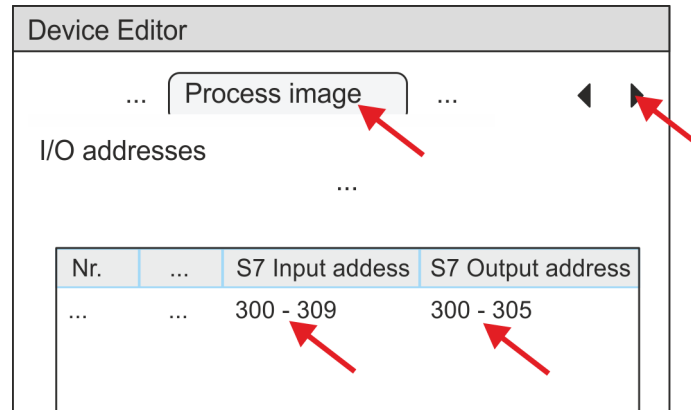 Device Editor
... Process image ...
I/O addresses
...
Nr. ... S7 Input addess S7 Output address
... ... 300 - 309 300 - 305